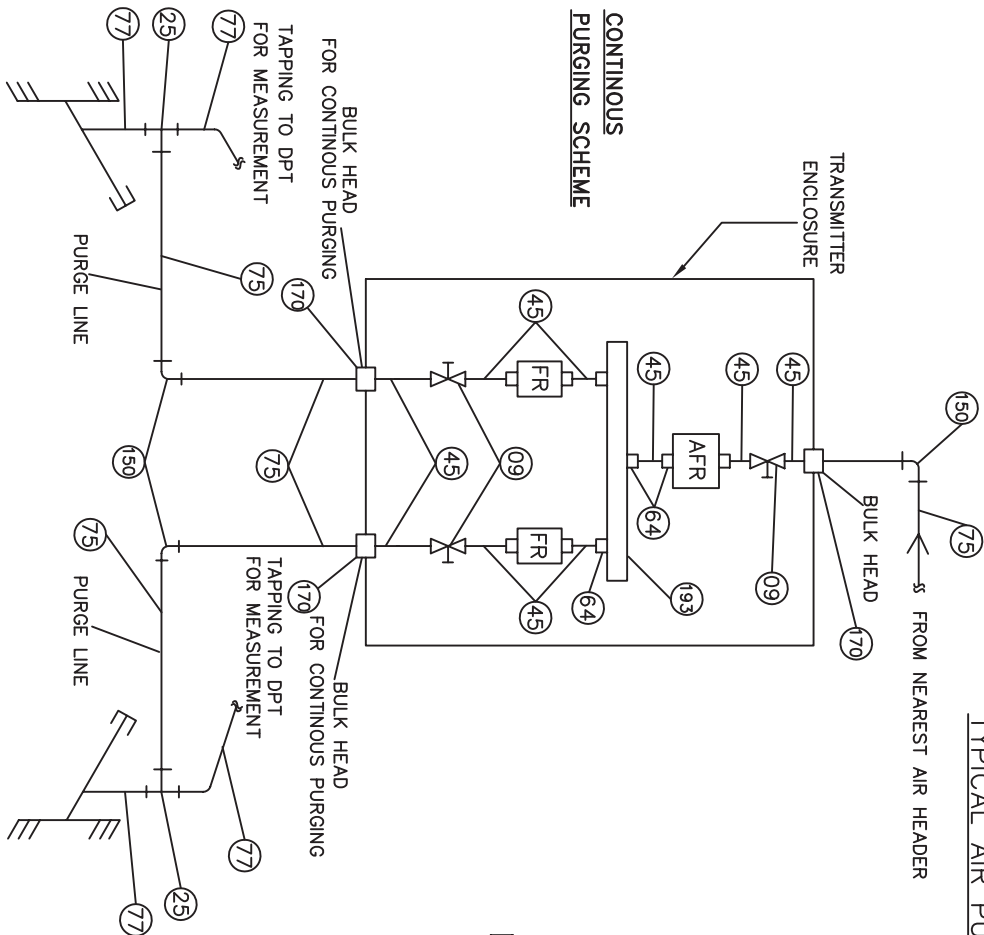 TYPICAL AIR PU
150
75
FROM NEAREST AIR HEADER
BULK HEAD
170
TRANSMITTER
ENCLOSURE
45
09
45
AFR
45
64
193
CONTINOUS
PURGING SCHEME
45
FR
FR
64
45
09
45
170
BULK HEAD
FOR CONTINOUS PURGING
170
BULK HEAD
FOR CONTINOUS PURGING
75
TAPPING TO DPT
FOR MEASUREMENT
TAPPING TO DPT
FOR MEASUREMENT
77
75
150
75
77
25
PURGE LINE
PURGE LINE
25
77
77